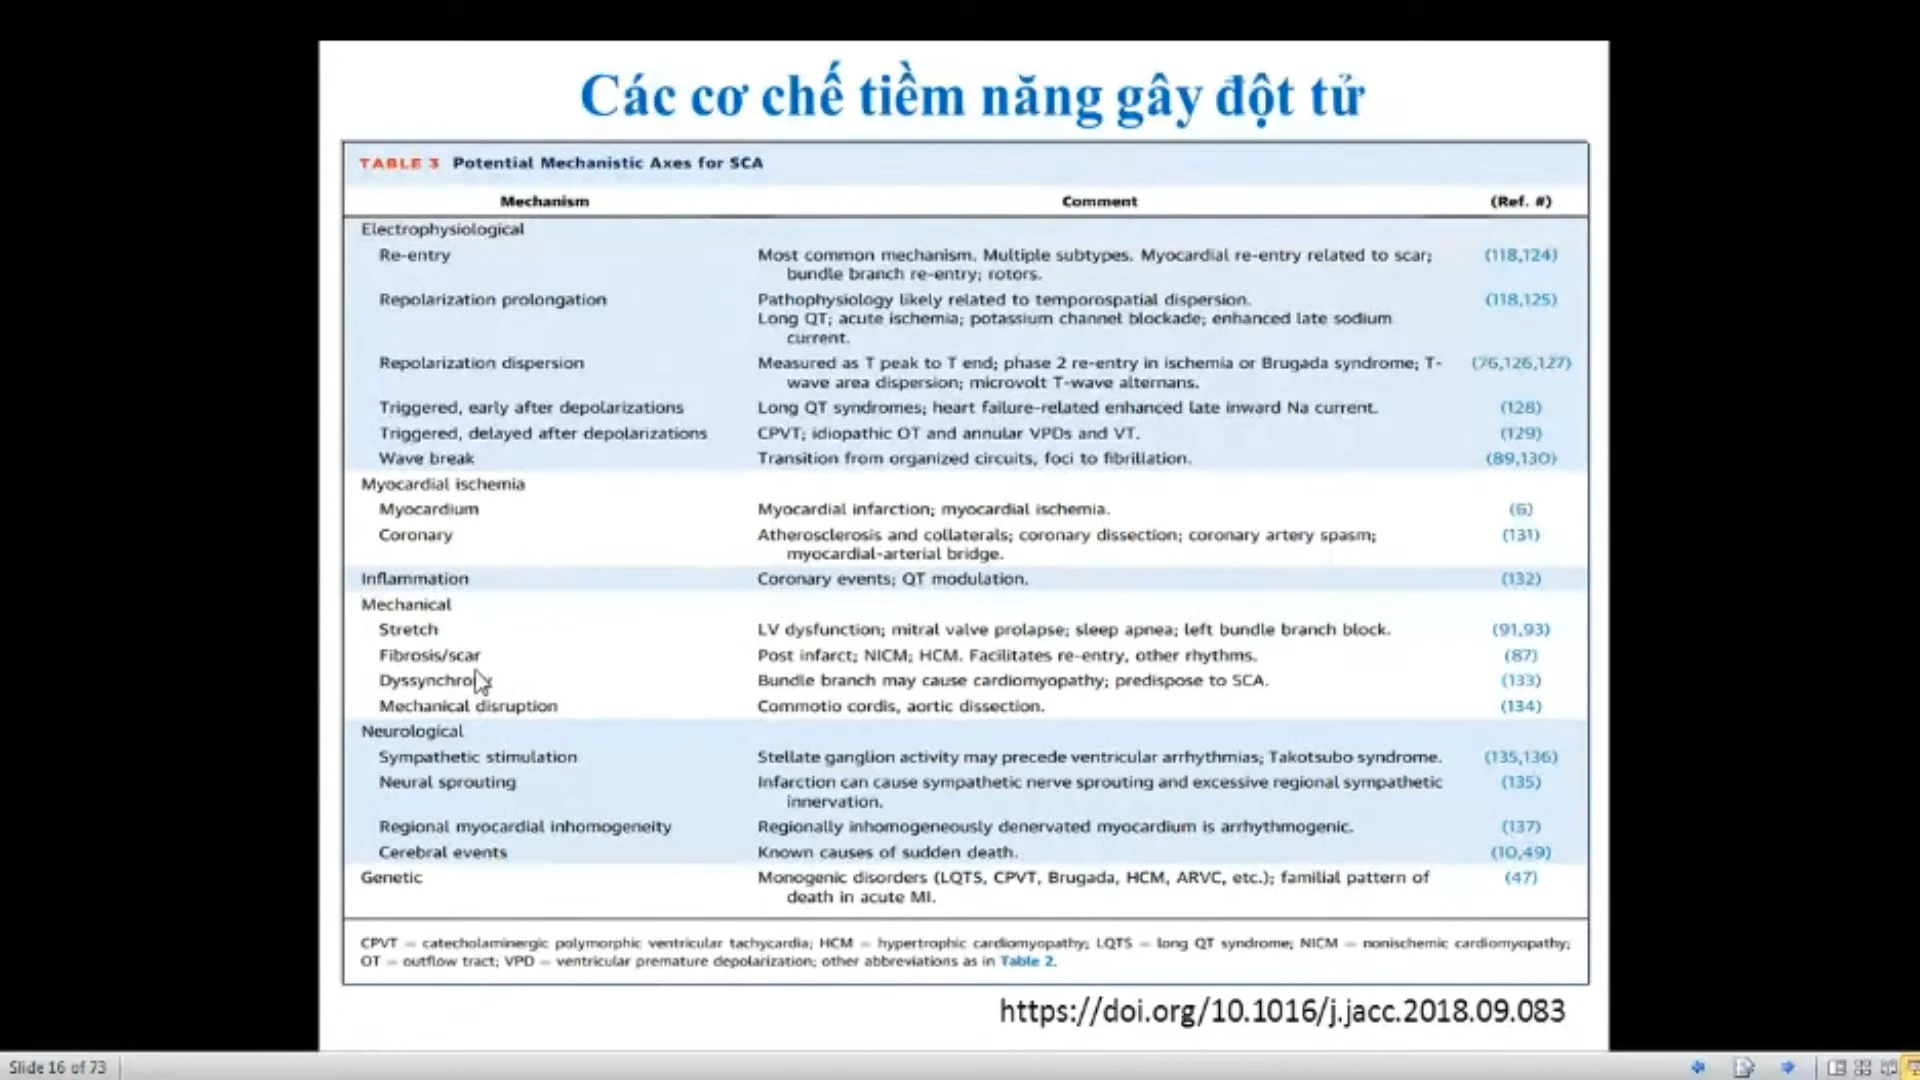 Các cơ chế tiềm năng gây đột tử
TABLE 3 Potential Mechanistic Axes for SCA
Mechanism Comment (Ref. #)
Electrophysiological
Re-entry Most common mechanism. Multiple subtypes. Myocardial re-entry related to scar; (118,124)
bundle branch re-entry; rotors.
Repolarization prolongation Pathophysiology likely related to temporospatial dispersion. (118,125)
Long QT; acute ischemia; potassium channel blockade; enhanced late sodium
current.
Repolarization dispersion Measured as T peak to T end; phase 2 re-entry in ischemia or Brugada syndrome; T- (76,126,127)
wave area dispersion; microvolt T-wave alternans.
Triggered, early after depolarizations Long QT syndromes; heart failure-related enhanced late inward Na current. (128)
Triggered, delayed after depolarizations CPVT; idiopathic OT and annular VPDs and VT. (129)
Wave break Transition from organized circuits, foci to fibrillation. (89,130)
Myocardial ischemia
Myocardium Myocardial infarction; myocardial ischemia. (6)
Coronary Atherosclerosis and collaterals; coronary dissection; coronary artery spasm; (131)
myocardial-arterial bridge.
Inflammation Coronary events; QT modulation. (132)
Mechanical
Stretch LV dysfunction; mitral valve prolapse; sleep apnea; left bundle branch block. (91,93)
Fibrosis/scar Post infarct; NICM; HCM. Facilitates re-entry, other rhythms. (87)
Dyssynchrony Bundle branch may cause cardiomyopathy; predispose to SCA. (133)
Mechanical disruption Commotio cordis, aortic dissection. (134)
Neurological
Sympathetic stimulation Stellate ganglion activity may precede ventricular arrhythmias; Takotsubo syndrome. (135,136)
Neural sprouting Infarction can cause sympathetic nerve sprouting and excessive regional sympathetic (135)
innervation.
Regional myocardial inhomogeneity Regionally inhomogeneously denervated myocardium is arrhythmogenic. (137)
Cerebral events Known causes of sudden death. (10,49)
Genetic Monogenic disorders (LQTS, CPVT, Brugada, HCM, ARVC, etc.); familial pattern of (47)
death in acute MI.
CPVT = catecholaminergic polymorphic ventricular tachycardia; HCM = hypertrophic cardiomyopathy; LQTS = long QT syndrome; NICM = nonischemic cardiomyopathy;
OT = outflow tract; VPD = ventricular premature depolarization; other abbreviations as in Table 2.
https://doi.org/10.1016/j.jacc.2018.09.083
Slide 16 of 73